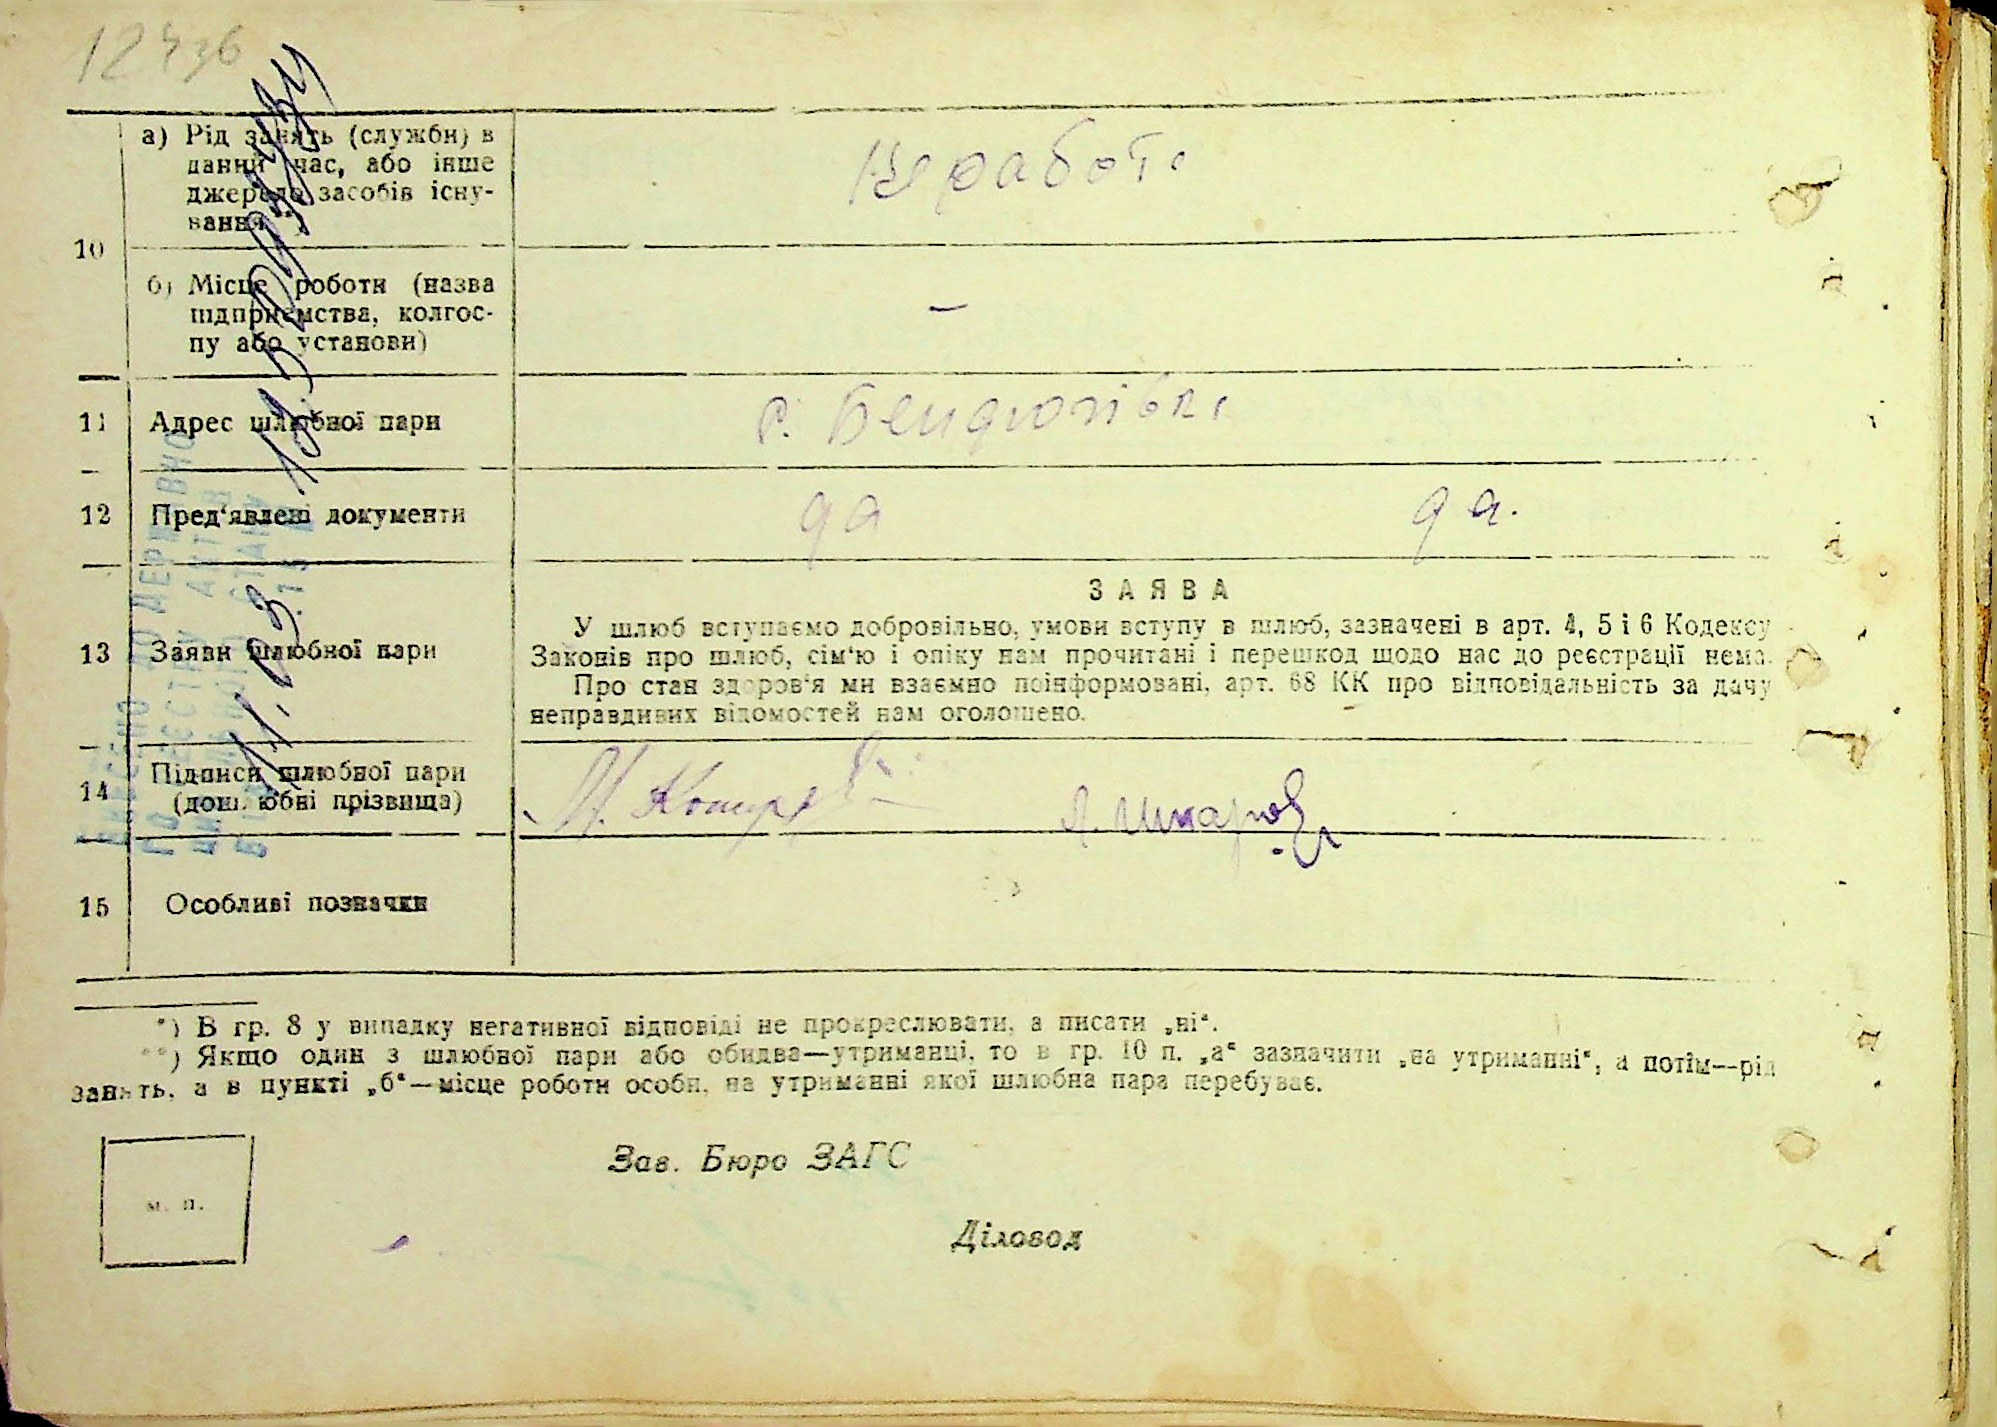 12436
10
а) Рід занять (служби) в
даний час, або інше
джерело засобів існу-
вання
Не работ.
б) Місце роботи (назва
підприємства, колгос-
пу або установи)
—
11 Адрес шлюбної пари
с.
12 Пред'явлені документи да да.
13 Заяви шлюбної пари
ЗАЯВА
У шлюб вступаємо добровільно, умови вступу в шлюб, зазначені в арт. 4, 5 і 6 Кодексу
Законів про шлюб, сім'ю і опіку нам прочитані і перешкод щодо нас до реєстрації нема.
Про стан здоров'я ми взаємно поінформовані, арт. 68 КК про відповідальність за дачу
неправдивих відомостей нам оголошено.
14 Підписи шлюбної пари
(дошлюбні прізвища)
15 Особливі позначки
*) В гр. 8 у випадку негативної відповіді не прокреслювати, а писати „ні“.
**) Якщо один з шлюбної пари або обидва—утриманці, то в гр. 10 п. „а“ зазначити „на утриманні“, а потім—рід
занять, а в пункті „б“—місце роботи особи, на утриманні якої шлюбна пара перебуває.
м. п.
Зав. Бюро ЗАГС
Діловод